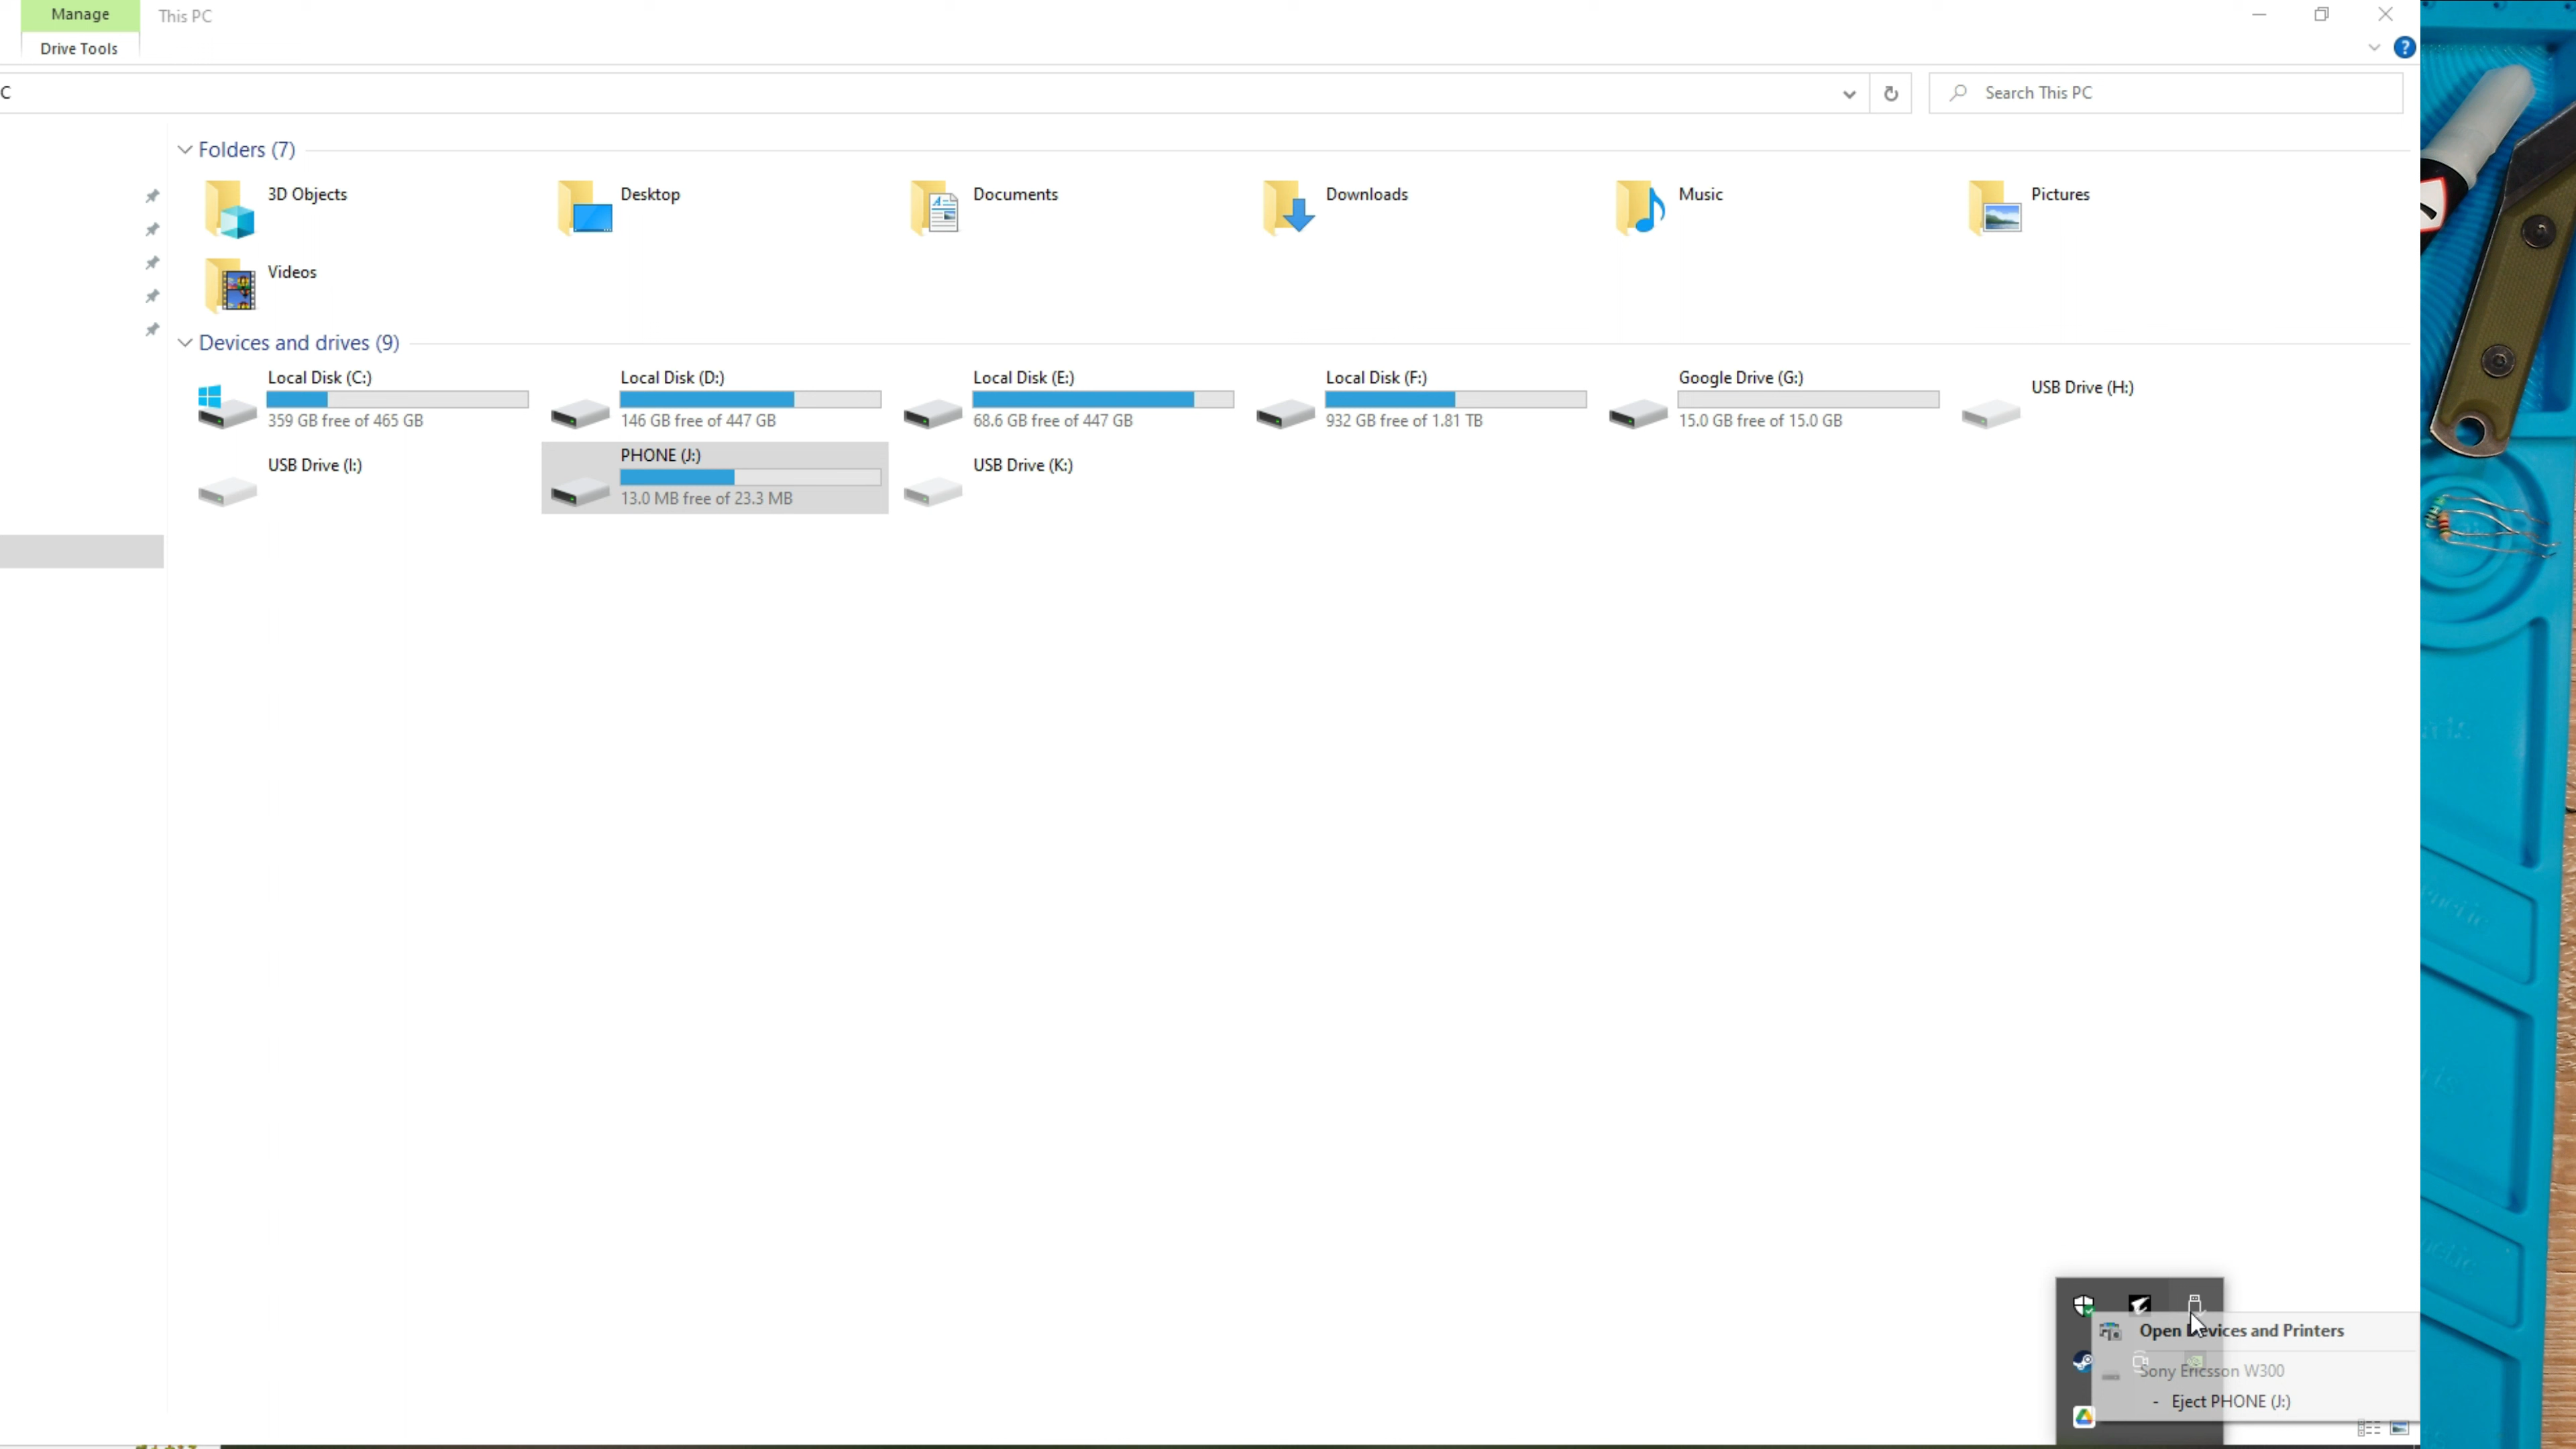 Manage
This PC
Drive Tools
C
Search This PC
Folders (7)
3D Objects
Desktop
Documents
Downloads
Music
Pictures
Videos
Devices and drives (9)
Local Disk (C:)
359 GB free of 465 GB
Local Disk (D:)
146 GB free of 447 GB
Local Disk (E:)
68.6 GB free of 447 GB
Local Disk (F:)
932 GB free of 1.81 TB
Google Drive (G:)
15.0 GB free of 15.0 GB
USB Drive (H:)
USB Drive (I:)
PHONE (J:)
13.0 MB free of 23.3 MB
USB Drive (K:)
Open Devices and Printers
Sony Ericsson W300
- Eject PHONE (J:)